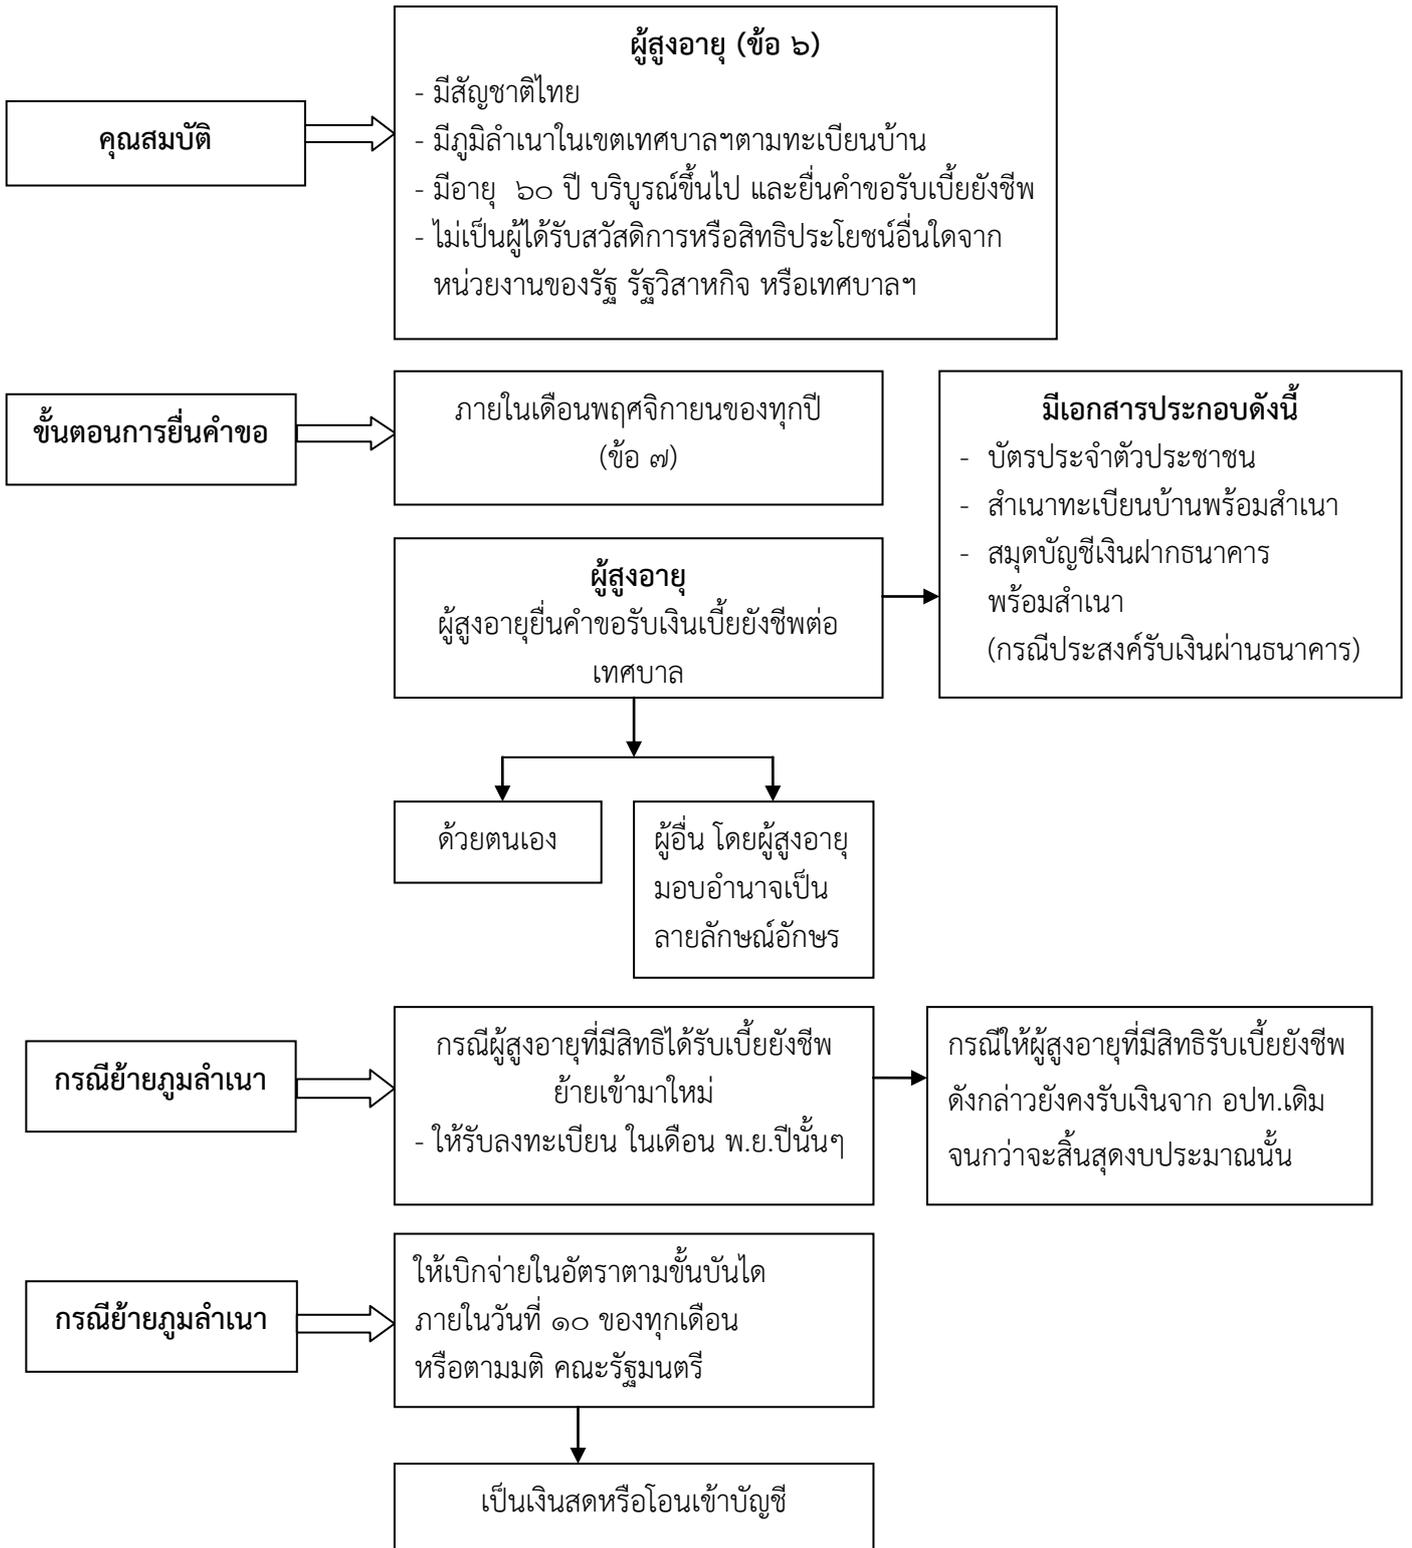 ผู้สูงอายุ (ข้อ ๖)
คุณสมบัติ
- มีสัญชาติไทย
- มีภูมิลำเนาในเขตเทศบาลฯตามทะเบียนบ้าน
- มีอายุ ๖๐ ปี บริบูรณ์ขึ้นไป และยื่นคำขอรับเบี้ยยังชีพ
- ไม่เป็นผู้ได้รับสวัสดิการหรือสิทธิประโยชน์อื่นใดจาก
หน่วยงานของรัฐ รัฐวิสาหกิจ หรือเทศบาลฯ
ขั้นตอนการยื่นคำขอ
ภายในเดือนพฤศจิกายนของทุกปี
(ข้อ ๗)
ผู้สูงอายุ
ผู้สูงอายุยื่นคำขอรับเงินเบี้ยยังชีพต่อ
เทศบาล
มีเอกสารประกอบดังนี้
- บัตรประจำตัวประชาชน
- สำเนาทะเบียนบ้านพร้อมสำเนา
- สมุดบัญชีเงินฝากธนาคาร
พร้อมสำเนา
(กรณีประสงค์รับเงินผ่านธนาคาร)
ด้วยตนเอง
ผู้อื่น โดยผู้สูงอายุ
มอบอำนาจเป็น
ลายลักษณ์อักษร
กรณีย้ายภูมลำเนา
กรณีผู้สูงอายุที่มีสิทธิได้รับเบี้ยยังชีพ
ย้ายเข้ามาใหม่
- ให้รับลงทะเบียน ในเดือน พ.ย.ปีนั้นๆ
กรณีให้ผู้สูงอายุที่มีสิทธิรับเบี้ยยังชีพ
ดังกล่าวยังคงรับเงินจาก อปท.เดิม
จนกว่าจะสิ้นสุดงบประมาณนั้น
กรณีย้ายภูมลำเนา
ให้เบิกจ่ายในอัตราตามขั้นบันได
ภายในวันที่ ๑๐ ของทุกเดือน
หรือตามมติ คณะรัฐมนตรี
เป็นเงินสดหรือโอนเข้าบัญชี